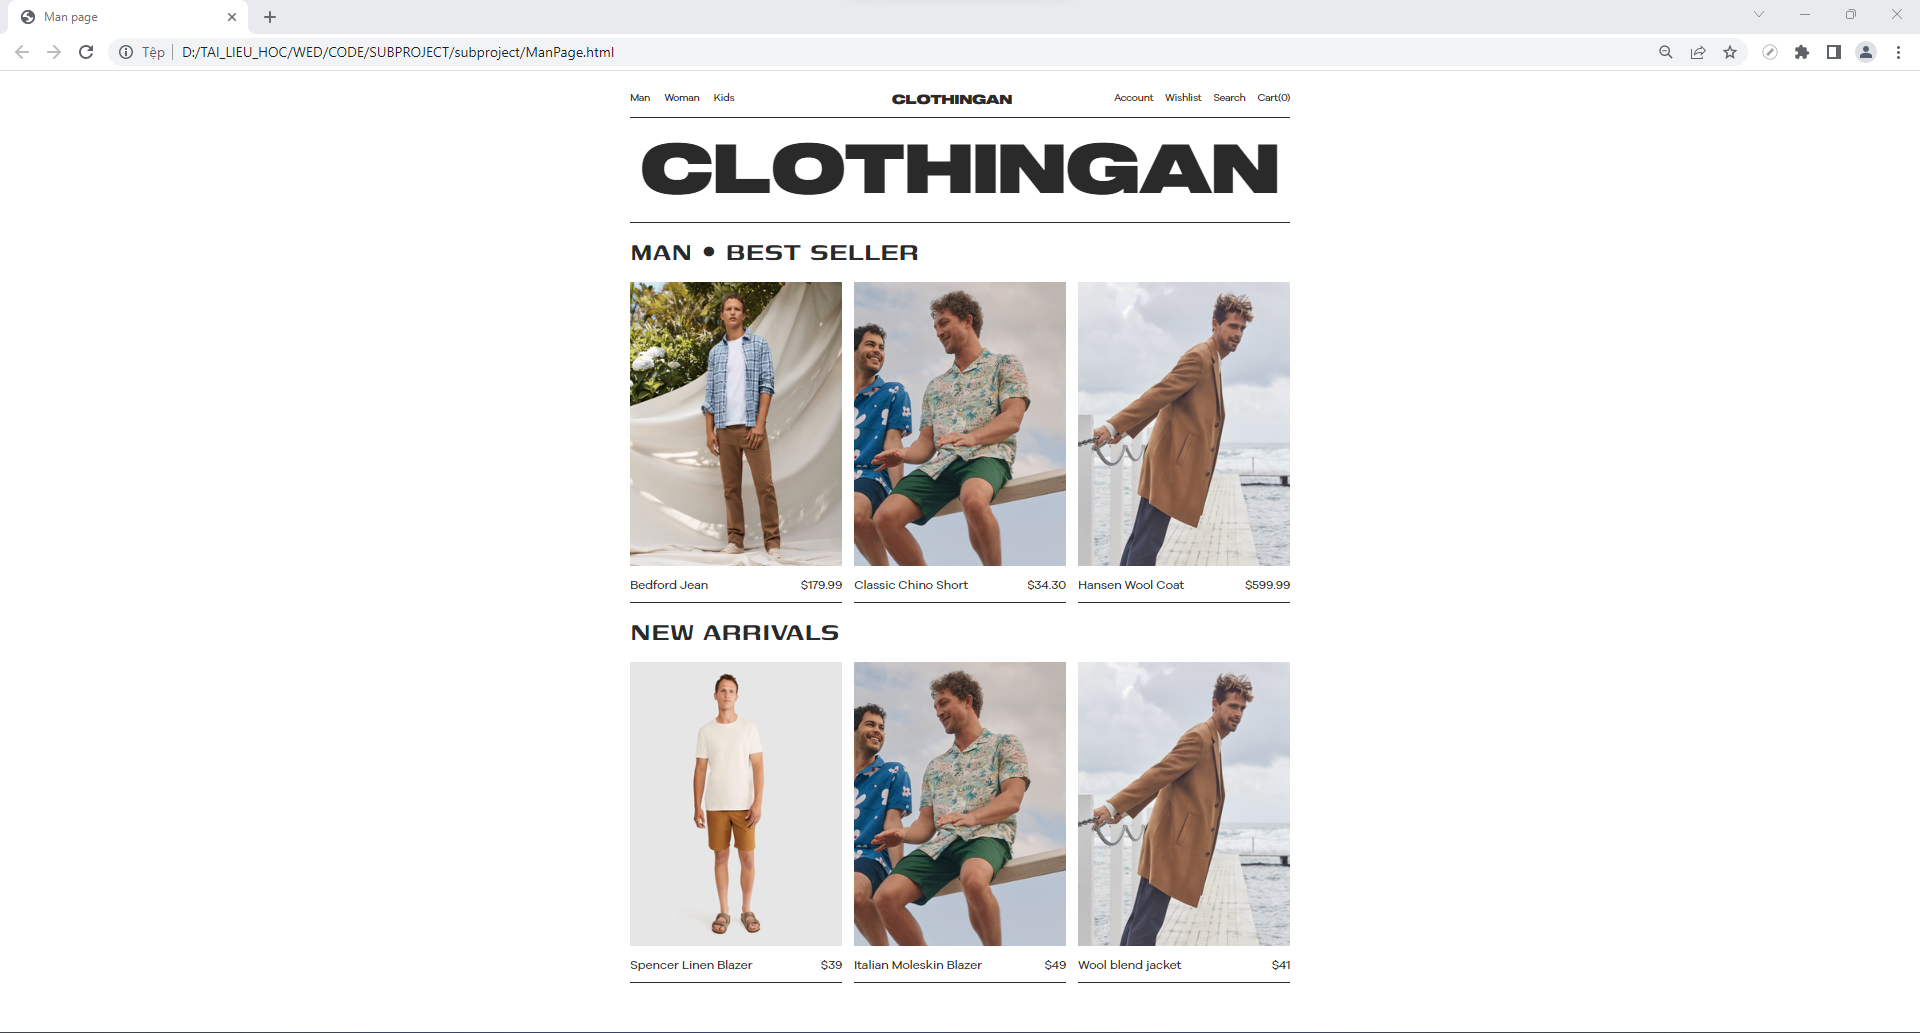 Man page
Tệp
D:/TAI_LIEU_HOC/WED/CODE/SUBPROJECT/subproject/ManPage.html
Man Woman Kids CLOTHINGAN Account Wishlist Search Cart(0)
CLOTHINGAN
MAN • BEST SELLER
Bedford Jean $179.99 Classic Chino Short $34.30 Hansen Wool Coat $599.99
NEW ARRIVALS
Spencer Linen Blazer $39 Italian Moleskin Blazer $49 Wool blend jacket $41